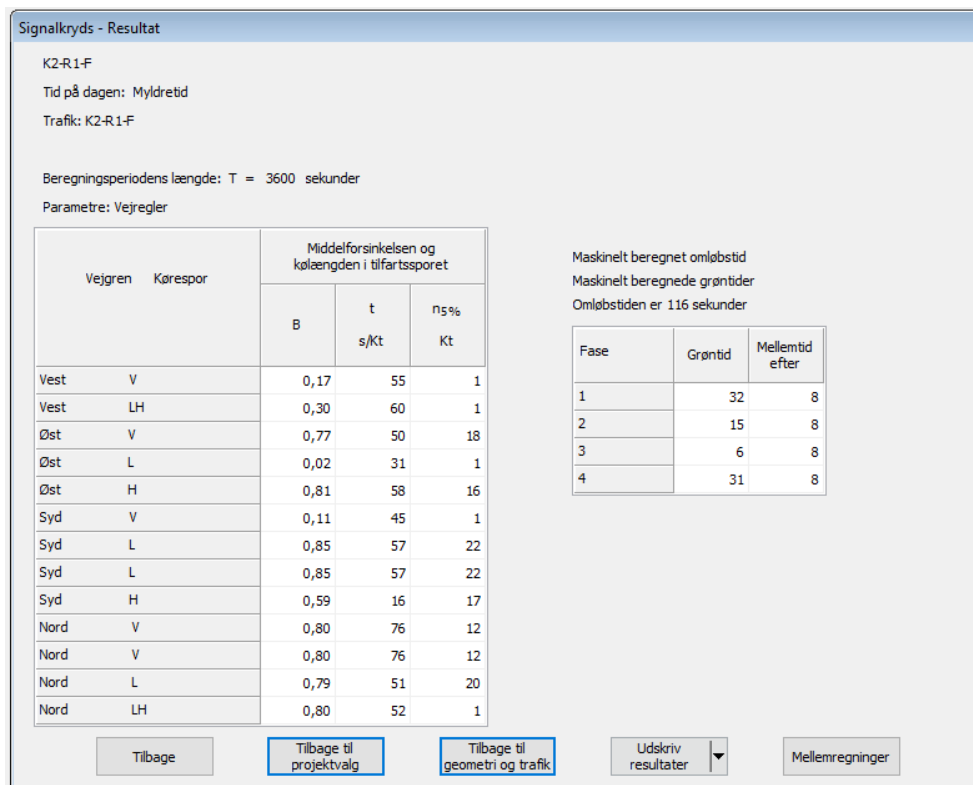 Signalkryds - Resultat
K2-R1-F
Tid på dagen: Myldretid
Trafik: K2-R1-F
Beregningsperiodens længde: T = 3600 sekunder
Parametre: Vejregler
Vejgren Kørespor
Middelforsinkelsen og
kølængden i tilfartssporet
B
t
s/Kt
n5%
Kt
Vest V 0,17 55 1
Vest LH 0,30 60 1
Øst V 0,77 50 18
Øst L 0,02 31 1
Øst H 0,81 58 16
Syd V 0,11 45 1
Syd L 0,85 57 22
Syd L 0,85 57 22
Syd H 0,59 16 17
Nord V 0,80 76 12
Nord V 0,80 76 12
Nord L 0,79 51 20
Nord LH 0,80 52 1
Maskinelt beregnet omløbstid
Maskinelt beregnede grøntider
Omløbstiden er 116 sekunder
Fase Grøntid Mellemtid
efter
1 32 8
2 15 8
3 6 8
4 31 8
Tilbage
Tilbage til
projektvalg
Tilbage til
geometri og trafik
Udskriv
resultater
Mellemregninger